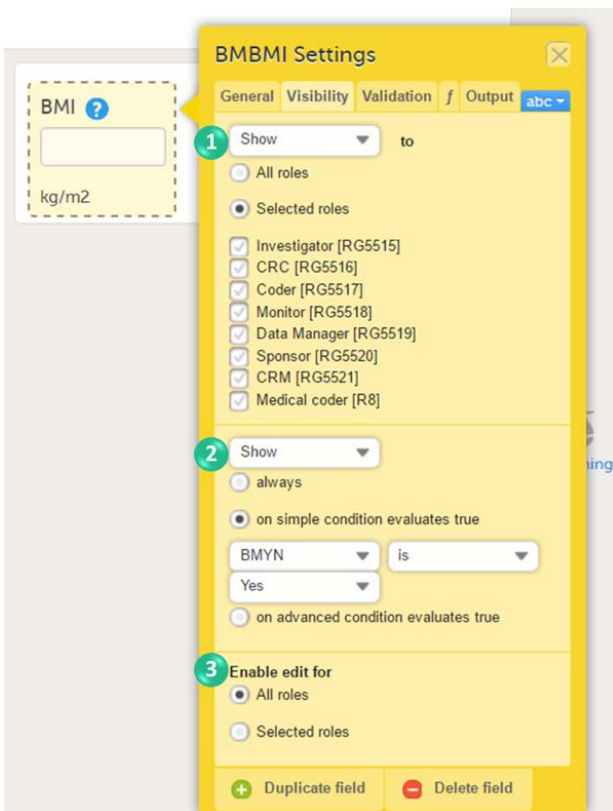 BMBMI Settings
General Visibility Validation f Output abc
BMI ?
kg/m2
1 Show to
All roles
Selected roles
Investigator [RG5515]
CRC [RG5516]
Coder [RG5517]
Monitor [RG5518]
Data Manager [RG5519]
Sponsor [RG5520]
CRM [RG5521]
Medical coder [R8]
2 Show
always
on simple condition evaluates true
BMYN is
Yes
on advanced condition evaluates true
3 Enable edit for
All roles
Selected roles
Duplicate field Delete field